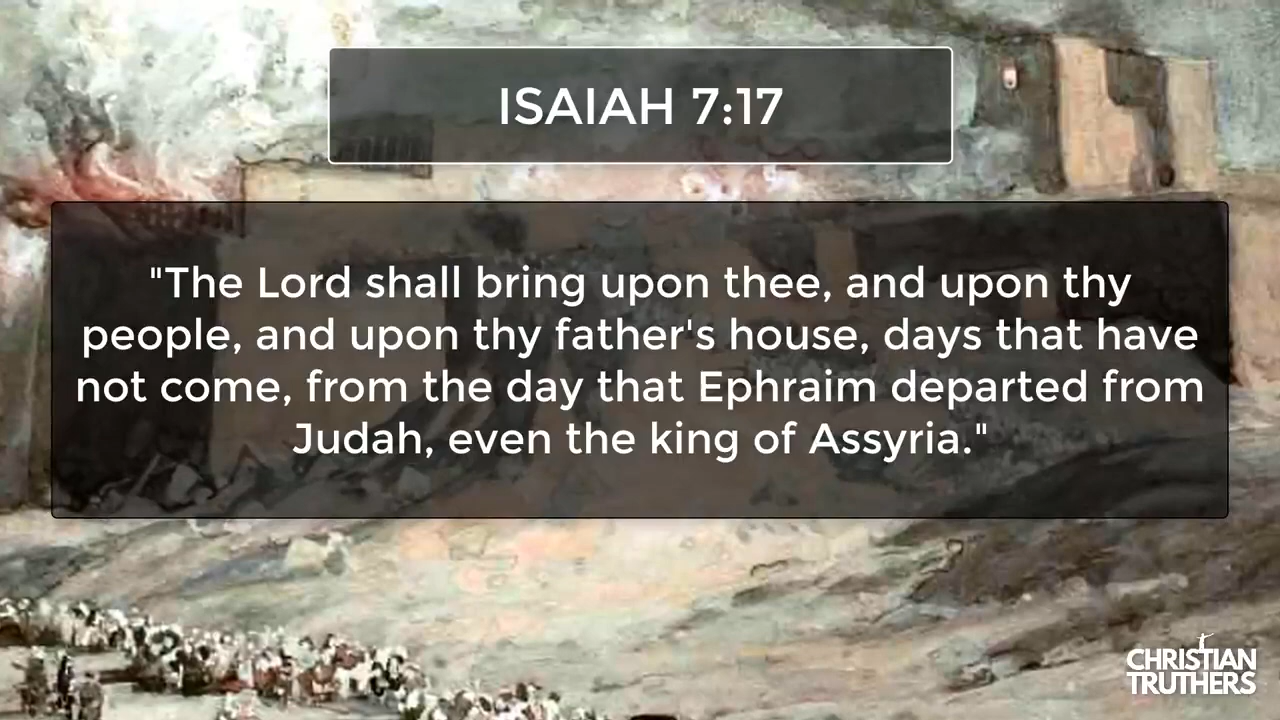 ISAIAH 7:17
"The Lord shall bring upon thee, and upon thy
people, and upon thy father's house, days that have
not come, from the day that Ephraim departed from
Judah, even the king of Assyria."
CHRISTIAN
TRUTHERS